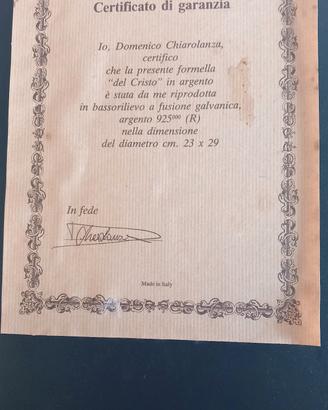 Certificato di garanzia
Io, Domenico Chiarolanza,
certifico
che la presente formella
"del Cristo" in argento
è stata da me riprodotta
in bassorilievo a fusione galvanica,
argento 925⁰⁰⁰ (R)
nella dimensione
del diametro cm. 23 x 29
In fede
Made in Italy